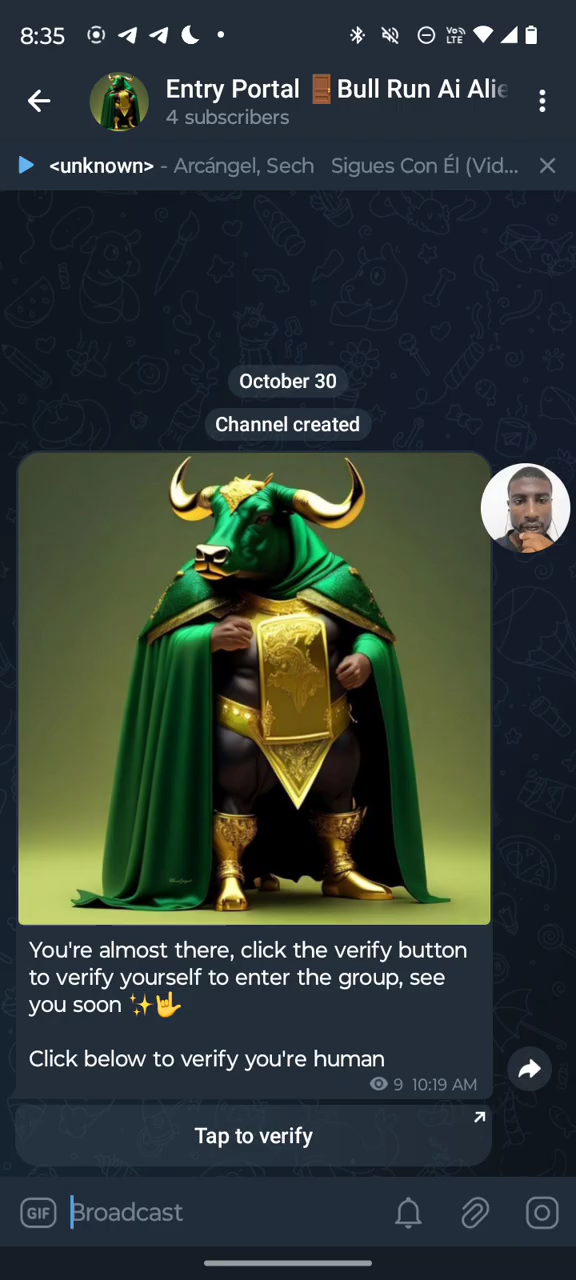 8:35
Vo) LTE
Entry Portal 🚪Bull Run Ai Alie
4 subscribers
<unknown> - Arcángel, Sech Sigues Con Él (Vid...
October 30
Channel created
You're almost there, click the verify button
to verify yourself to enter the group, see
you soon ✨🤟
Click below to verify you're human
9 10:19 AM
Tap to verify
GIF Broadcast